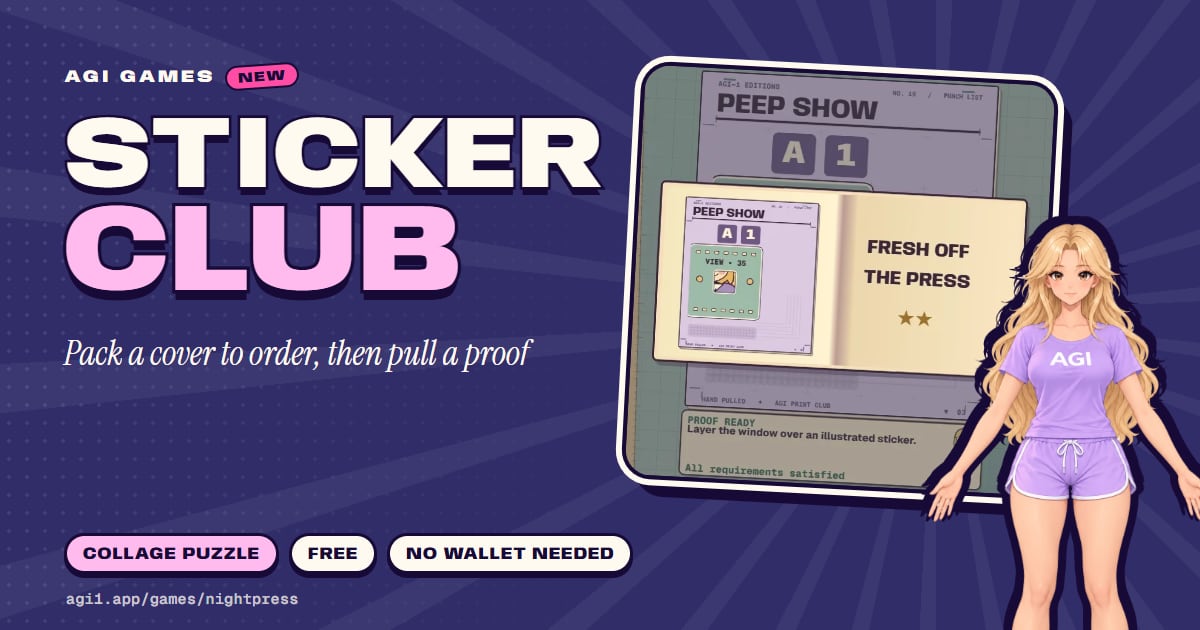 AGI GAMES NEW
STICKER
CLUB
Pack a cover to order, then pull a proof
COLLAGE PUZZLE
FREE
NO WALLET NEEDED
agi1.app/games/nightpress
AGI-1 EDITIONS
NO. 19 / PUNCH LIST
PEEP SHOW
A 1
PEEP SHOW
A 1
VIEW • 35
FRESH OFF
THE PRESS
★★
HAND PULLED + AGI PRINT CLUB
PROOF READY
Layer the window over an illustrated sticker.
All requirements satisfied
AGI